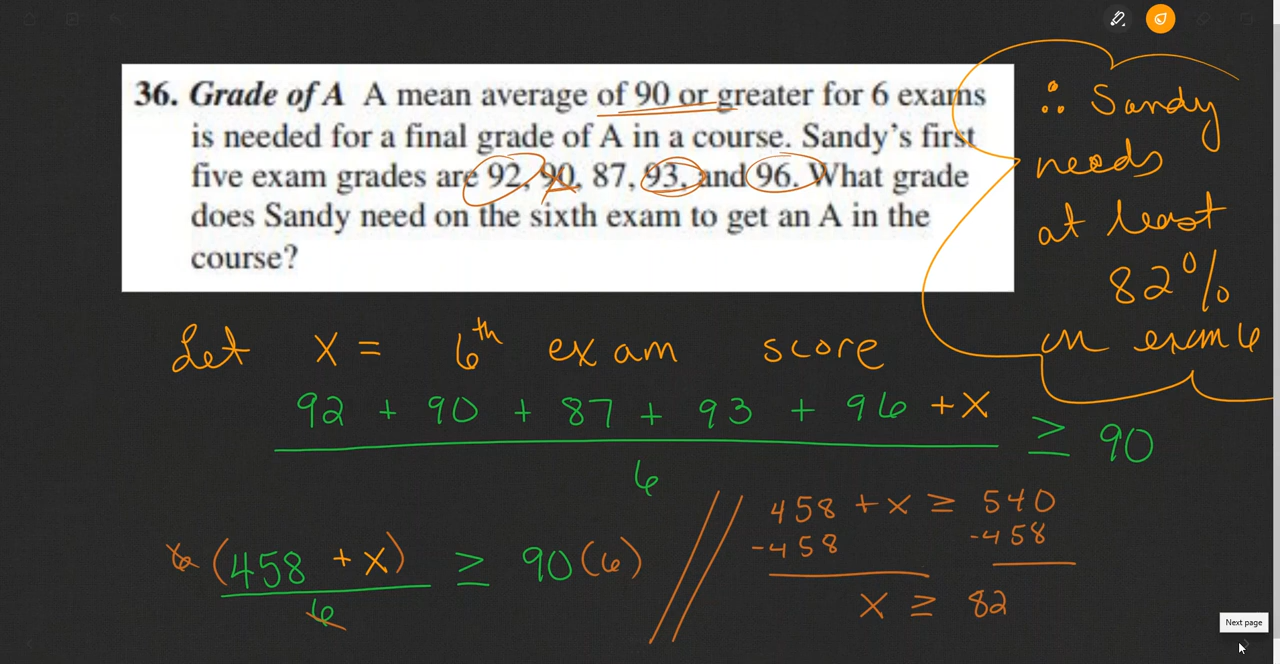 36. Grade of A A mean average of 90 or greater for 6 exams
is needed for a final grade of A in a course. Sandy's first
five exam grades are 92, 90, 87, 93, and 96. What grade
does Sandy need on the sixth exam to get an A in the
course?
∴ Sandy
needs
at least
82%
on exam 6
Let x = 6th exam score
92 + 90 + 87 + 93 + 96 + x
6
≥ 90
6 (458 + x) ≥ 90(6)
6
458 + x ≥ 540
-458 -458
x ≥ 82
Next page